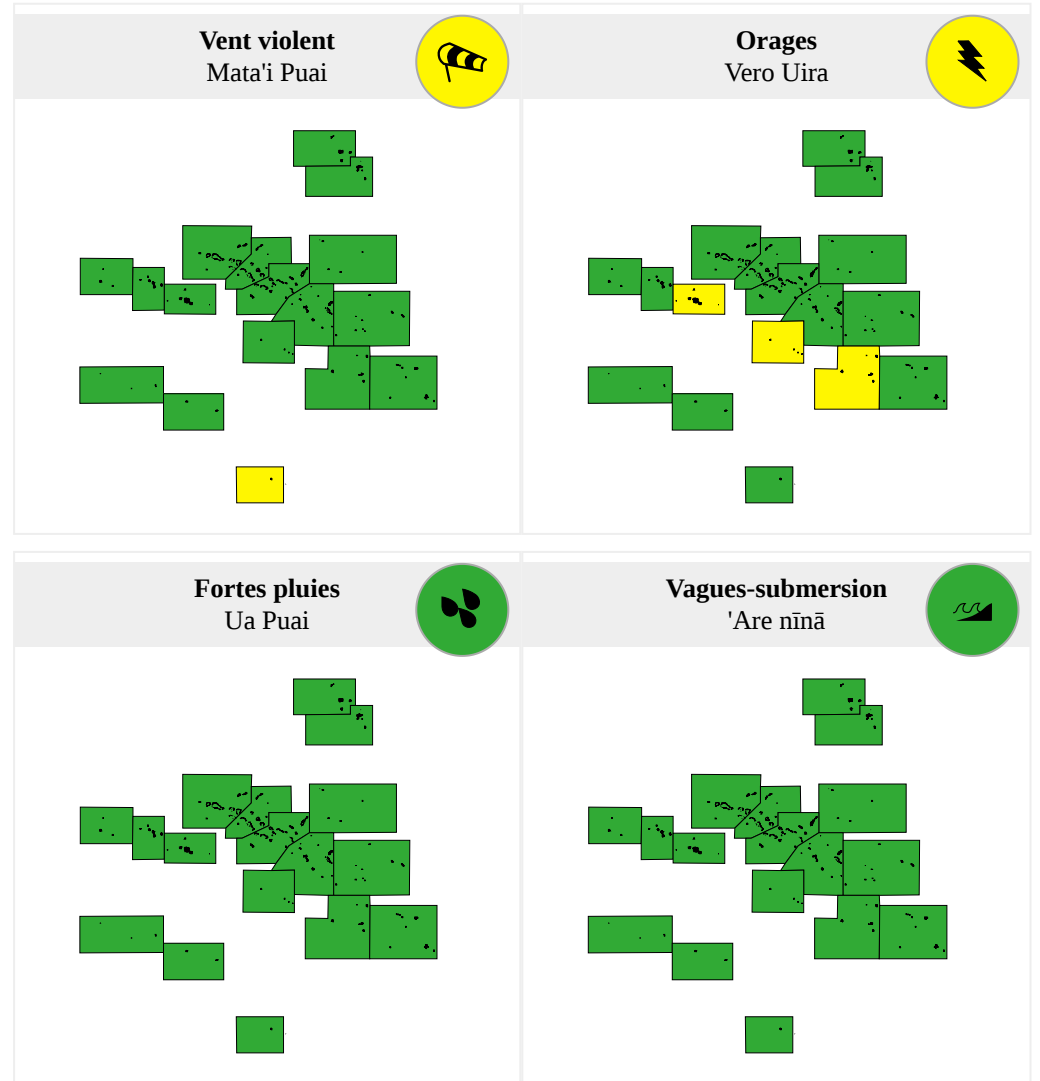 Vent violent
Mata'i Puai
Orages
Vero Uira
Fortes pluies
Ua Puai
Vagues-submersion
'Are nīnā